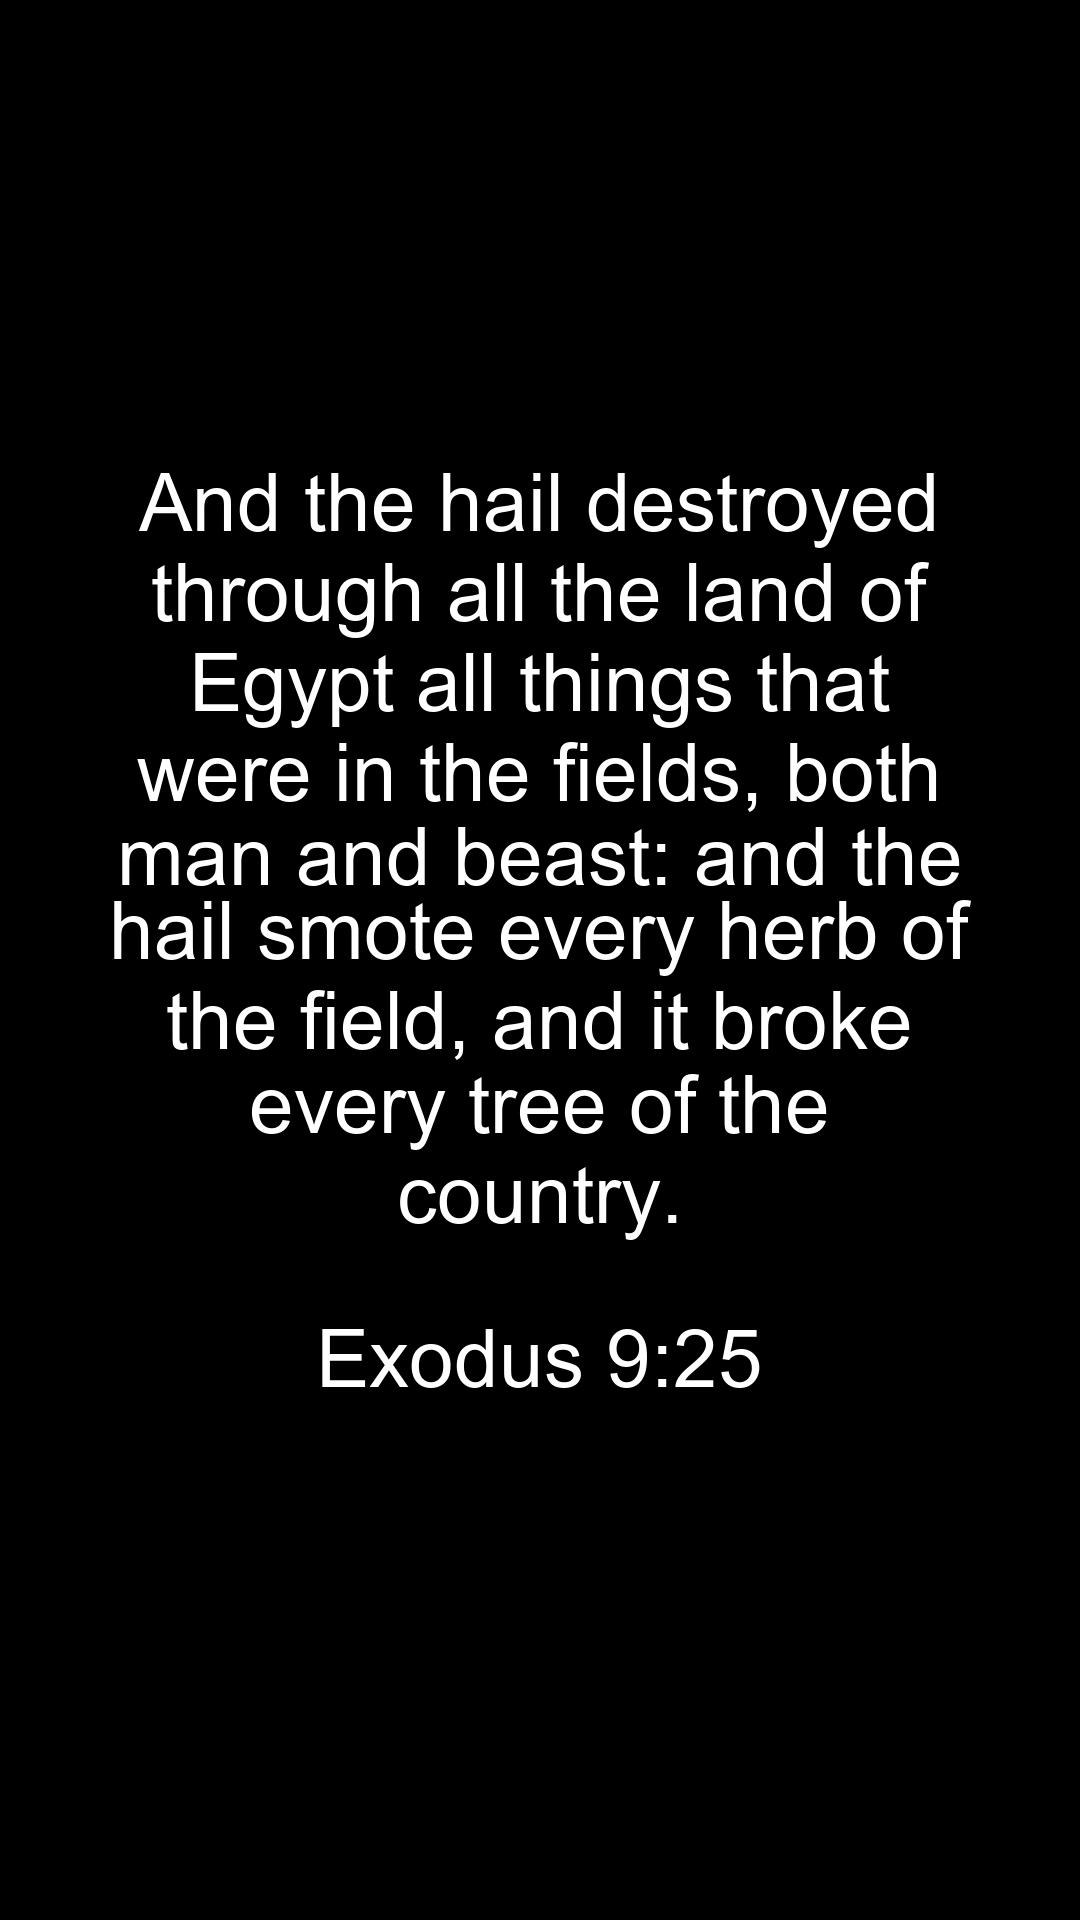 And the hail destroyed
through all the land of
Egypt all things that
were in the fields, both
man and beast: and the
hail smote every herb of
the field, and it broke
every tree of the
country.
Exodus 9:25